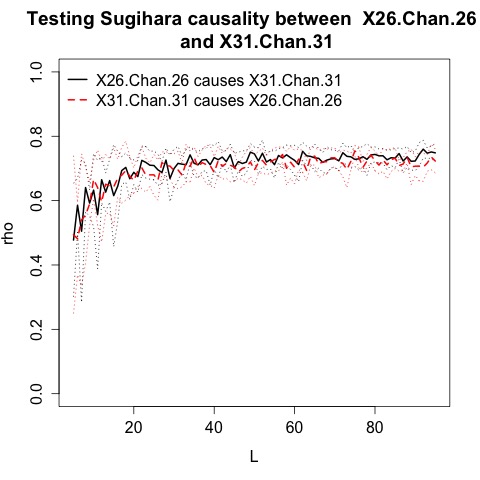 Testing Sugihara causality between X26.Chan.26
and X31.Chan.31
X26.Chan.26 causes X31.Chan.31
X31.Chan.31 causes X26.Chan.26
rho
1.0
0.8
0.6
0.4
0.2
0.0
20 40 60 80
L